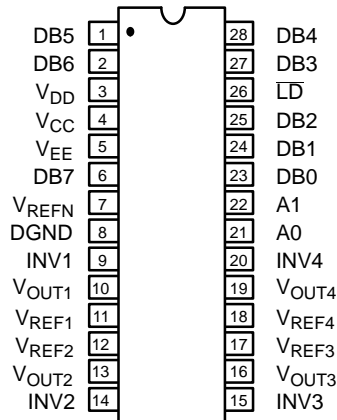 DB5 1 28 DB4
DB6 2 27 DB3
VDD 3 26 L̅D̅
VCC 4 25 DB2
VEE 5 24 DB1
DB7 6 23 DB0
VREFN 7 22 A1
DGND 8 21 A0
INV1 9 20 INV4
VOUT1 10 19 VOUT4
VREF1 11 18 VREF4
VREF2 12 17 VREF3
VOUT2 13 16 VOUT3
INV2 14 15 INV3